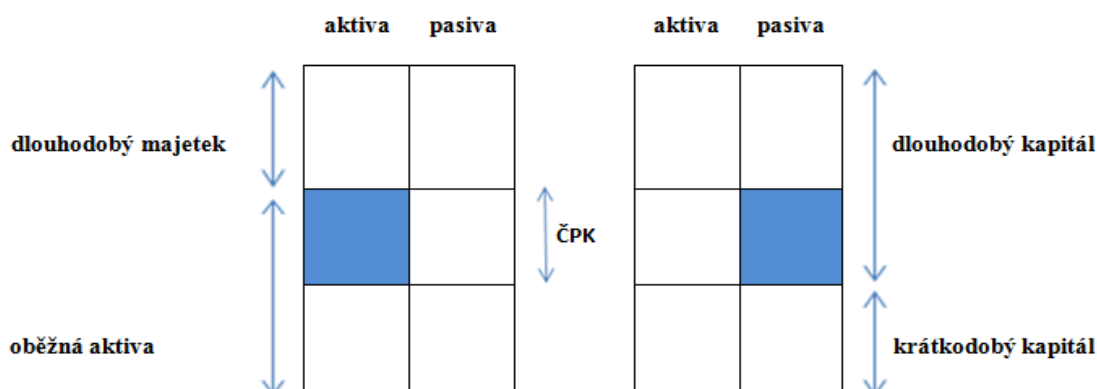 aktiva pasiva aktiva pasiva
dlouhodobý majetek dlouhodobý kapitál
ČPK
oběžná aktiva krátkodobý kapitál